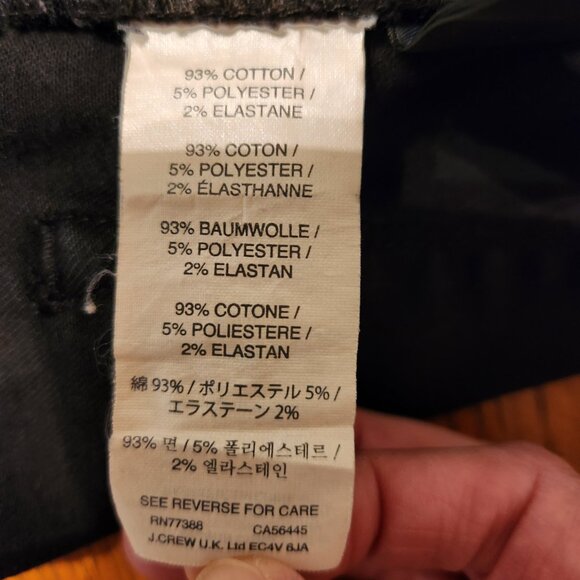 93% COTTON /
5% POLYESTER /
2% ELASTANE
93% COTON /
5% POLYESTER /
2% ÉLASTHANNE
93% BAUMWOLLE /
5% POLYESTER /
2% ELASTAN
93% COTONE /
5% POLIESTERE /
2% ELASTAN
綿 93% / ポリエステル 5% /
エラステーン 2%
93% 면 / 5% 폴리에스테르 /
2% 엘라스테인
SEE REVERSE FOR CARE
RN77388 CA56445
J.CREW U.K. Ltd EC4V 6JA